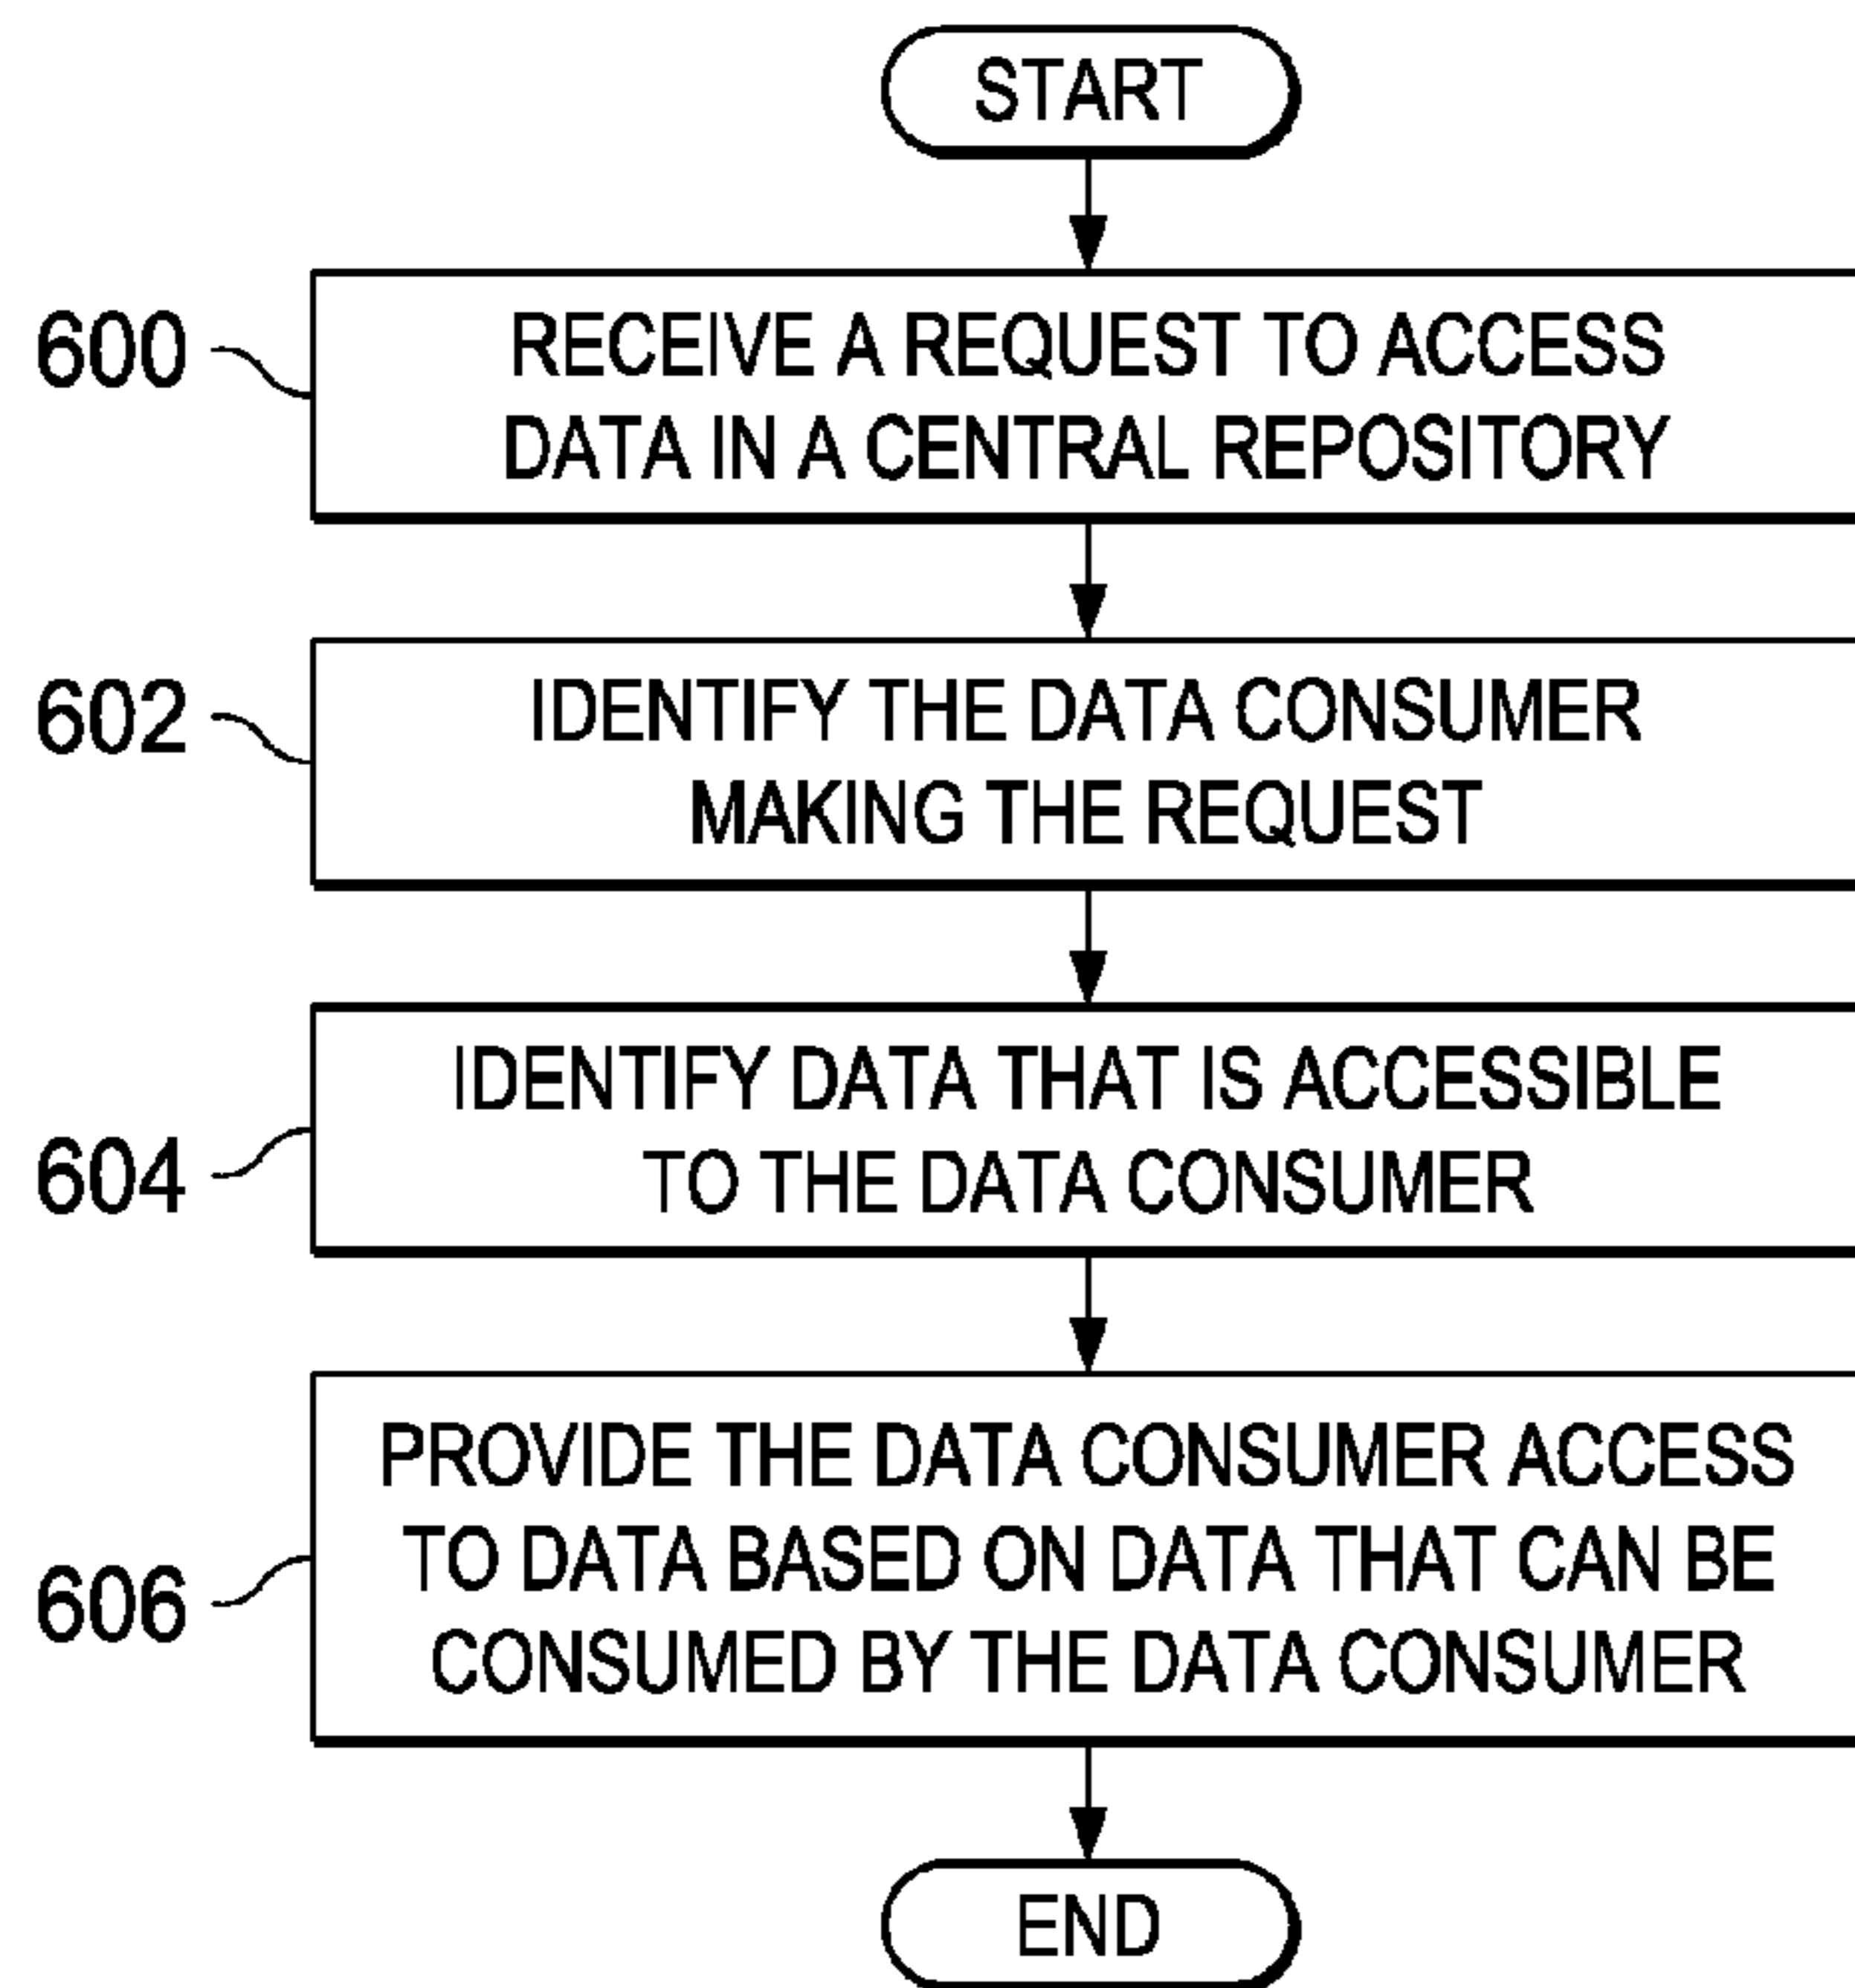 START
600
RECEIVE A REQUEST TO ACCESS
DATA IN A CENTRAL REPOSITORY
602
IDENTIFY THE DATA CONSUMER
MAKING THE REQUEST
604
IDENTIFY DATA THAT IS ACCESSIBLE
TO THE DATA CONSUMER
606
PROVIDE THE DATA CONSUMER ACCESS
TO DATA BASED ON DATA THAT CAN BE
CONSUMED BY THE DATA CONSUMER
END